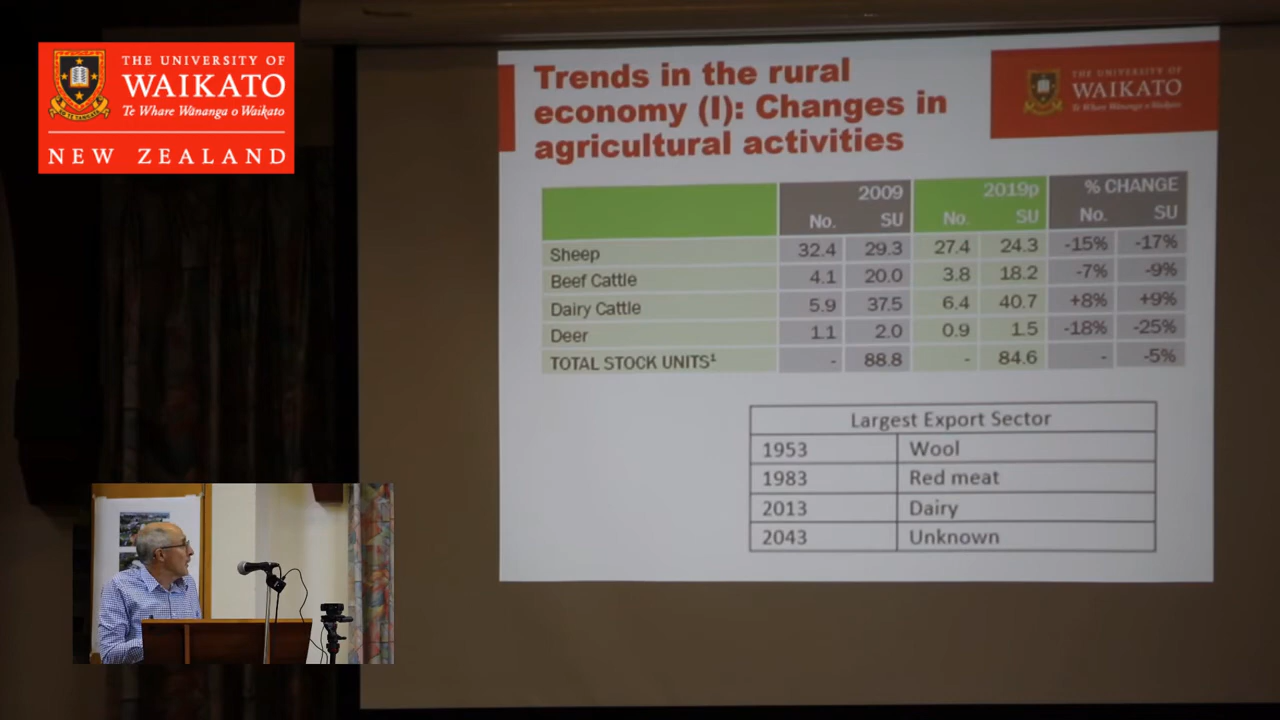 THE UNIVERSITY OF
WAIKATO
Te Whare Wānanga o Waikato
NEW ZEALAND
Trends in the rural
economy (I): Changes in
agricultural activities
THE UNIVERSITY OF
WAIKATO
Te Whare Wānanga o Waikato
2009 2019p % CHANGE
No. SU No. SU No. SU
Sheep 32.4 29.3 27.4 24.3 -15% -17%
Beef Cattle 4.1 20.0 3.8 18.2 -7% -9%
Dairy Cattle 5.9 37.5 6.4 40.7 +8% +9%
Deer 1.1 2.0 0.9 1.5 -18% -25%
TOTAL STOCK UNITS¹ - 88.8 - 84.6 - -5%
Largest Export Sector
1953 Wool
1983 Red meat
2013 Dairy
2043 Unknown